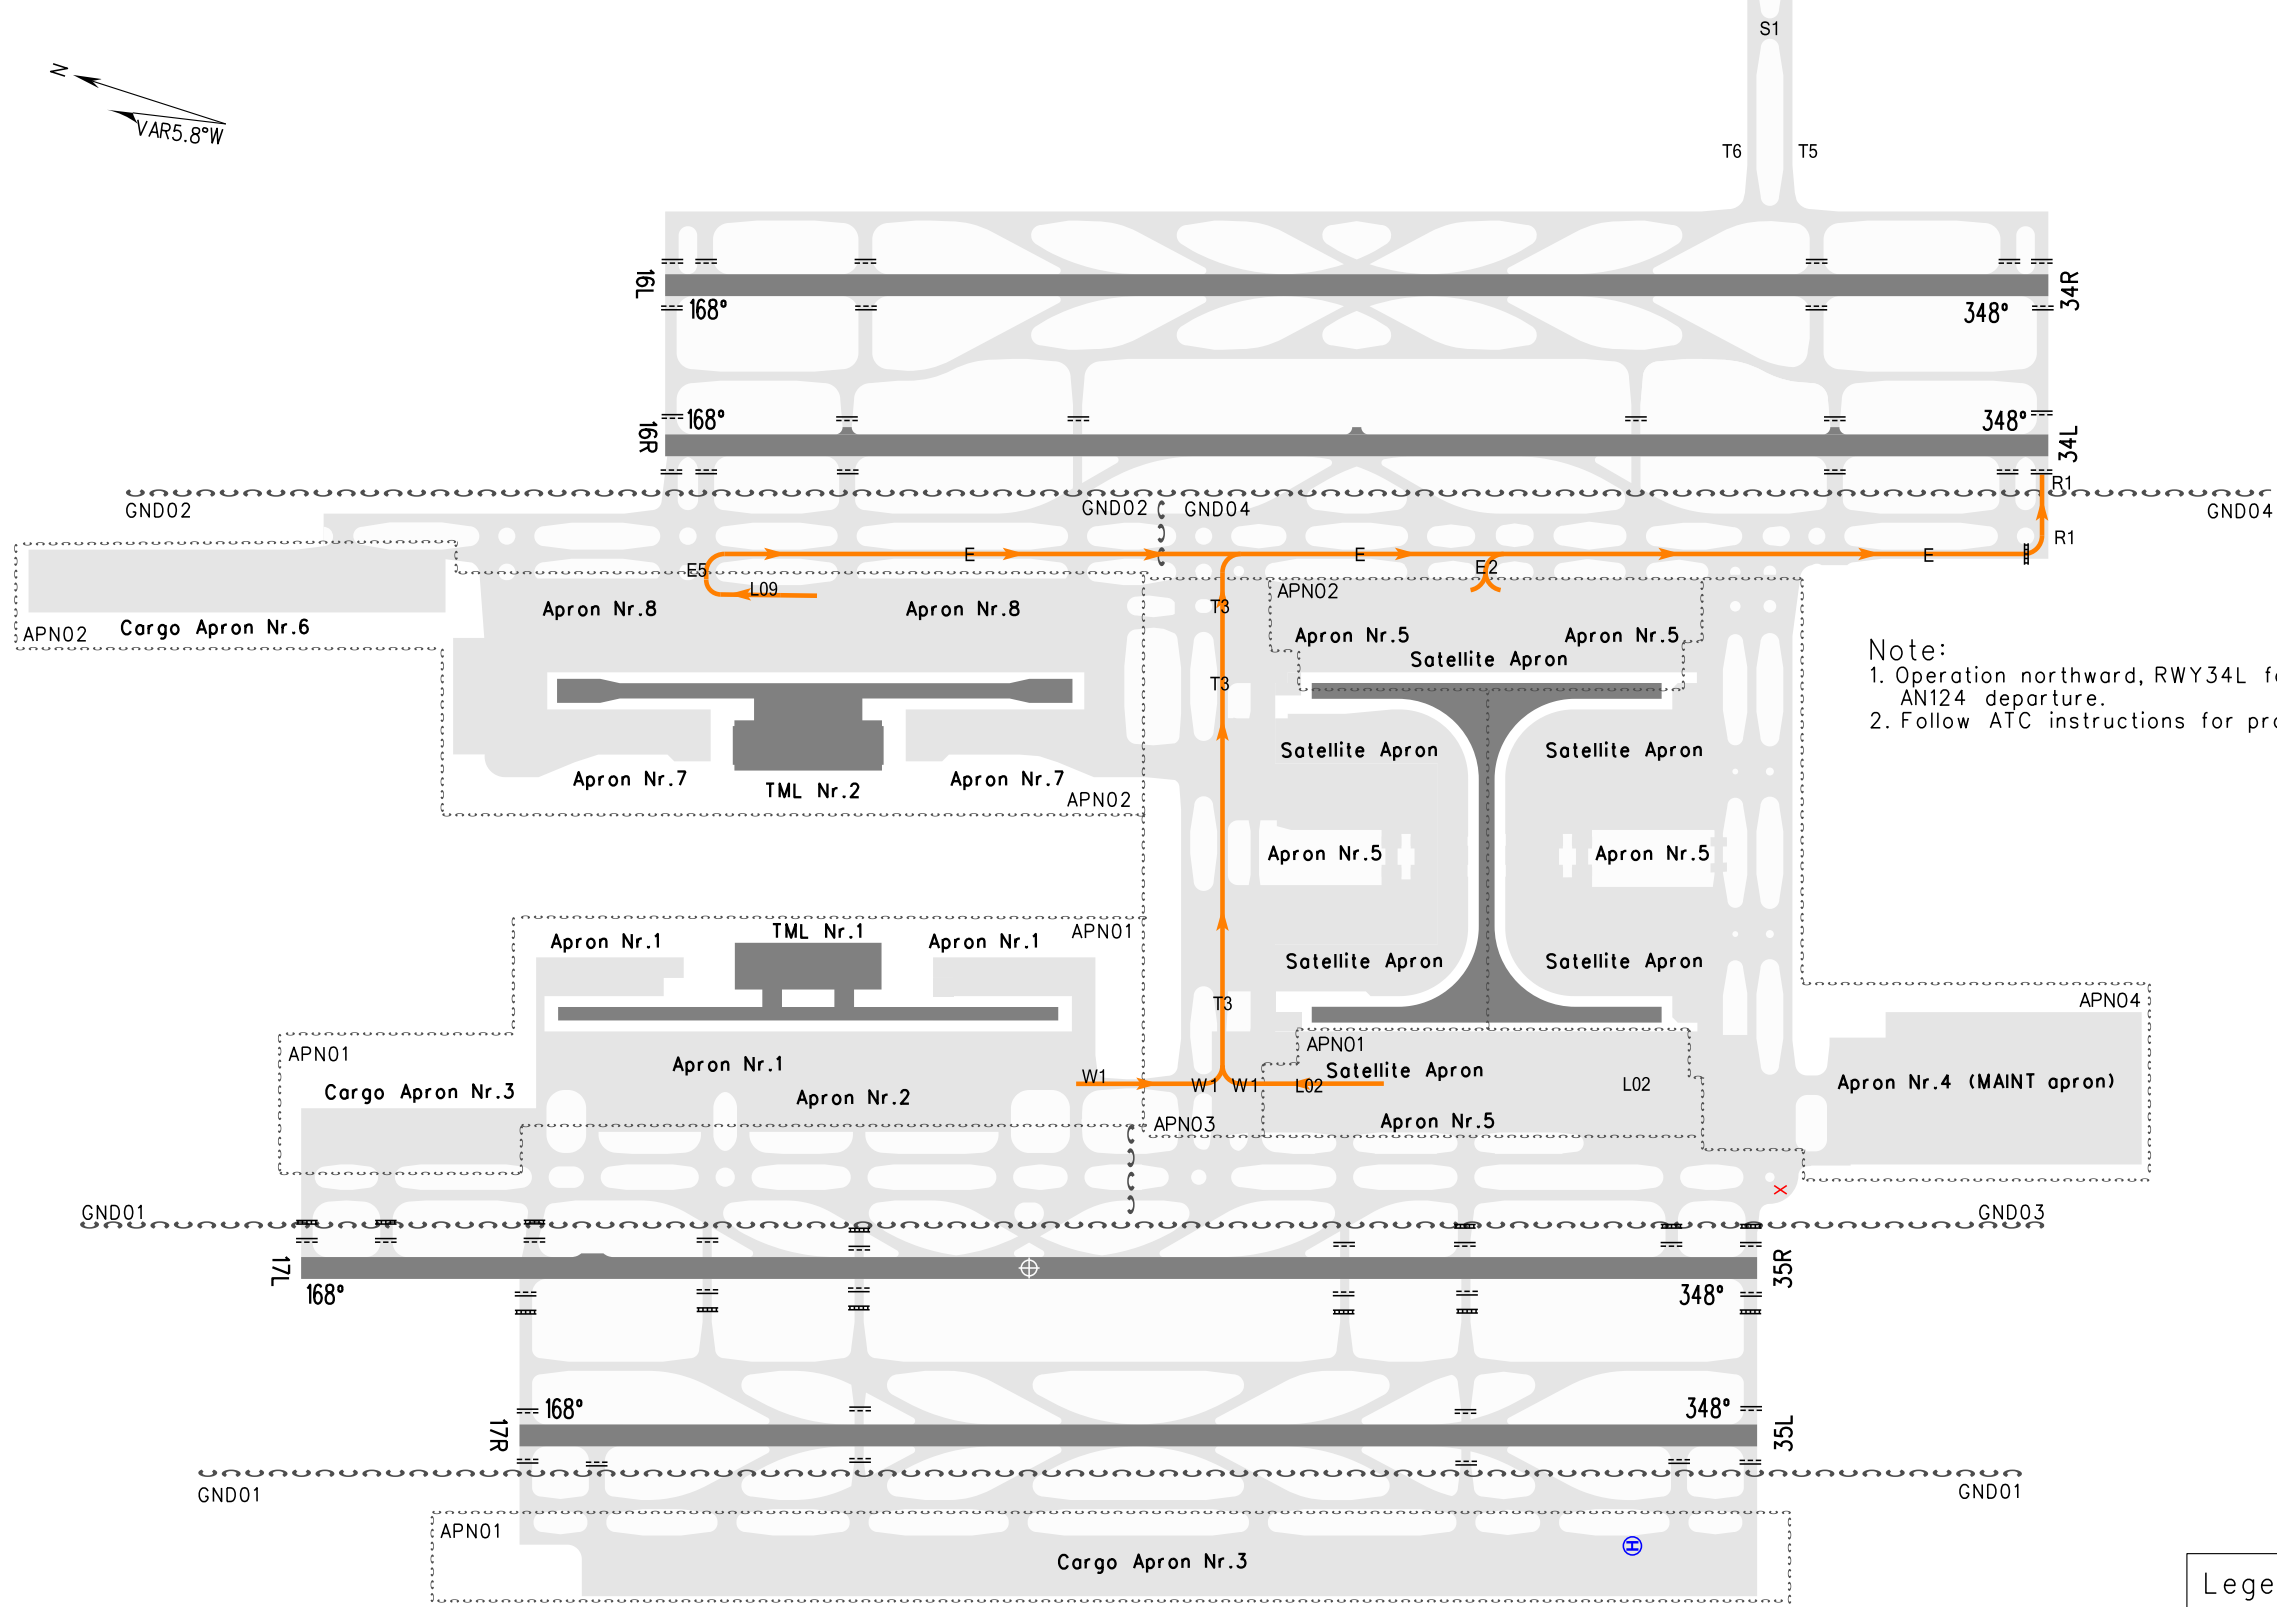 S1
N
VAR5.8°W
T6
T5
16L
168°
348°
34R
16R
168°
348°
34L
R1
GND02
GND02
GND04
GND04
R1
E
E
E
E5
E2
L09
T3
APN02
Apron Nr.8
Apron Nr.8
Cargo Apron Nr.6
APN02
Apron Nr.5
Apron Nr.5
Satellite Apron
Note:
1. Operation northward, RWY34L
AN124 departure.
2. Follow ATC instructions for
T3
Satellite Apron
Satellite Apron
Apron Nr.7
TML Nr.2
Apron Nr.7
APN02
Apron Nr.5
Apron Nr.5
TML Nr.1
APN01
Apron Nr.1
Apron Nr.1
Satellite Apron
Satellite Apron
T3
APN04
APN01
APN01
Apron Nr.1
Satellite Apron
W1
W1
W1
L02
L02
Apron Nr.4 (MAINT apron)
Cargo Apron Nr.3
Apron Nr.2
Apron Nr.5
APN03
X
GND01
GND03
17L
168°
348°
35R
17R
168°
348°
35L
GND01
GND01
APN01
H
Cargo Apron Nr.3